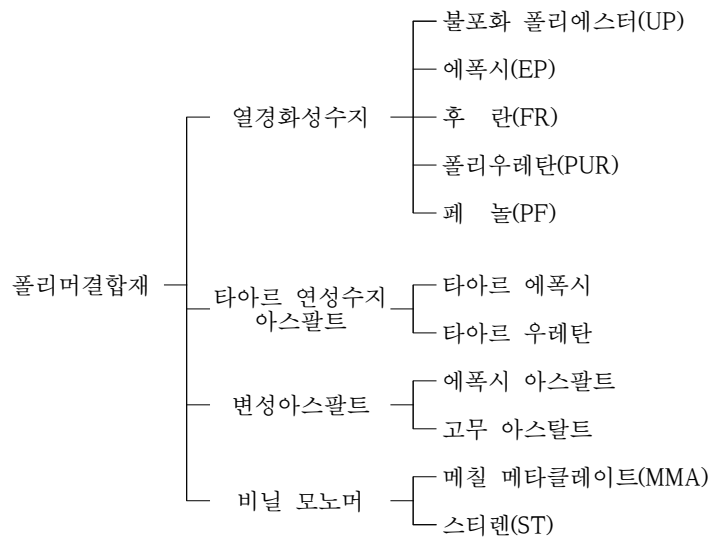 불포화 폴리에스터(UP)
에폭시(EP)
열경화성수지
후 란(FR)
폴리우레탄(PUR)
페 놀(PF)
폴리머결합재
타아르 연성수지
아스팔트
타아르 에폭시
타아르 우레탄
변성아스팔트
에폭시 아스팔트
고무 아스탈트
비닐 모노머
메칠 메타클레이트(MMA)
스티렌(ST)